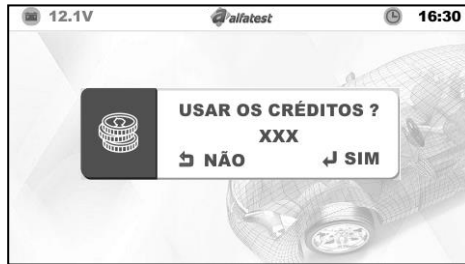 12.1V
alfatest
16:30
USAR OS CRÉDITOS ?
XXX
NÃO
SIM